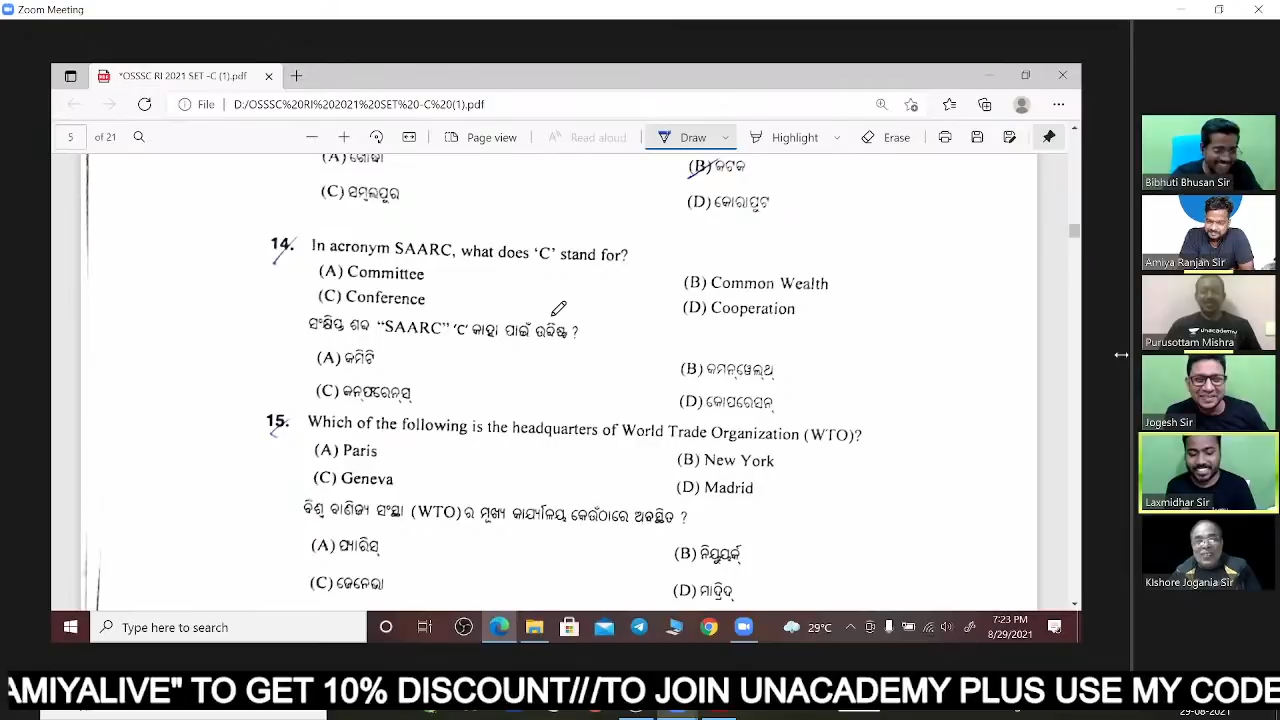 Zoom Meeting
*OSSSC RI 2021 SET -C (1).pdf
File D:/OSSSC%20RI%202021%20SET%20-C%20(1).pdf
5 of 21
Page view
Read aloud
Draw
Highlight
Erase
(A) ଗୋଷ୍ଠୀ
(B) କଟକ
(C) ସମ୍ବଲପୁର
(D) କୋରାପୁଟ
14. In acronym SAARC, what does ‘C’ stand for?
(A) Committee
(B) Common Wealth
(C) Conference
(D) Cooperation
ସଂକ୍ଷିପ୍ତ ଶବ୍ଦ “SAARC” ‘C’ କାହା ପାଇଁ ଉଦ୍ଦିଷ୍ଟ ?
(A) କମିଟି
(B) କମନ୍‌ୱେଲ୍‌ଥ୍
(C) କନ୍‌ଫରେନ୍‌ସ୍
(D) କୋପରେସନ୍
15. Which of the following is the headquarters of World Trade Organization (WTO)?
(A) Paris
(B) New York
(C) Geneva
(D) Madrid
ବିଶ୍ୱ ବାଣିଜ୍ୟ ସଂସ୍ଥା (WTO) ର ମୁଖ୍ୟ କାର୍ଯ୍ୟାଳୟ କେଉଁଠାରେ ଅବସ୍ଥିତ ?
(A) ପ୍ୟାରିସ୍
(B) ନିୟୁୟର୍କ୍
(C) ଜେନେଭା
(D) ମାଦ୍ରିଦ୍
Bibhuti Bhusan Sir
Amiya Ranjan Sir
unacademy
Purusottam Mishra
Jogesh Sir
Laxmidhar Sir
KIshore Jogania Sir
Type here to search
29°C
7:23 PM
8/29/2021
AMIYALIVE" TO GET 10% DISCOUNT///TO JOIN UNACADEMY PLUS USE MY CODE
29-08-2021